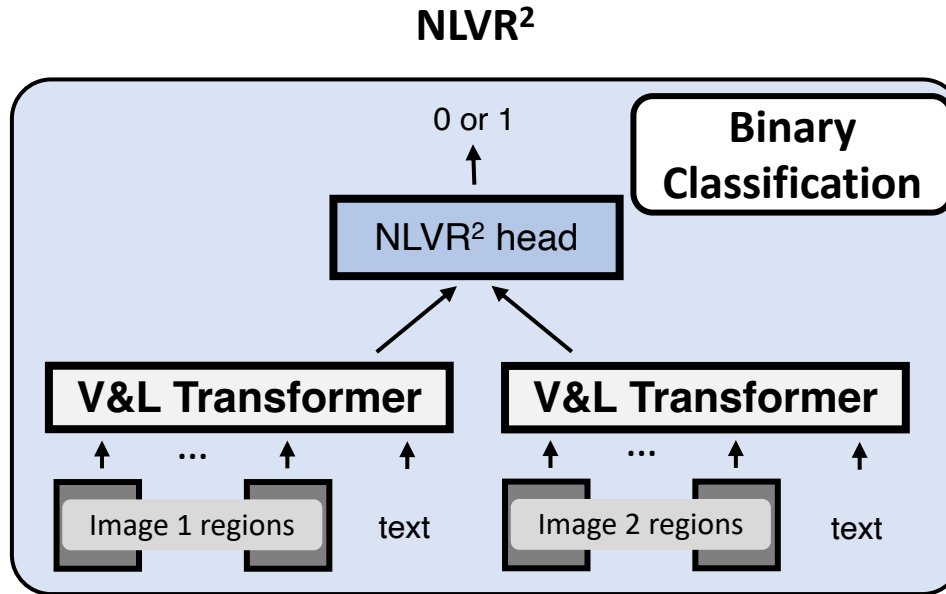 NLVR²
0 or 1
Binary
Classification
NLVR² head
V&L Transformer
V&L Transformer
...
...
Image 1 regions
text
Image 2 regions
text